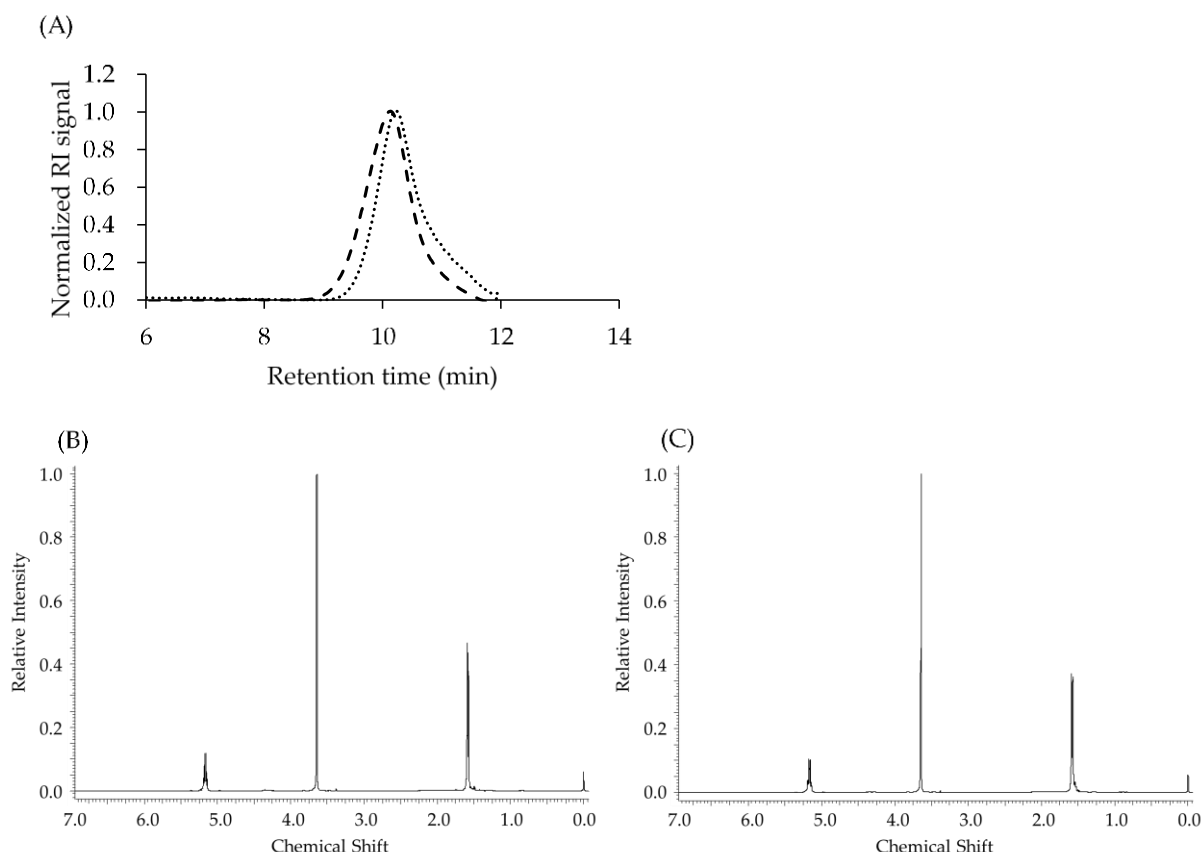 (A)
Normalized RI signal
1.2
1.0
0.8
0.6
0.4
0.2
0.0
6 8 10 12 14
Retention time (min)
(B)
Relative Intensity
1.0
0.8
0.6
0.4
0.2
0.0
7.0 6.0 5.0 4.0 3.0 2.0 1.0 0.0
Chemical Shift
(C)
Relative Intensity
1.0
0.8
0.6
0.4
0.2
0.0
7.0 6.0 5.0 4.0 3.0 2.0 1.0 0.0
Chemical Shift